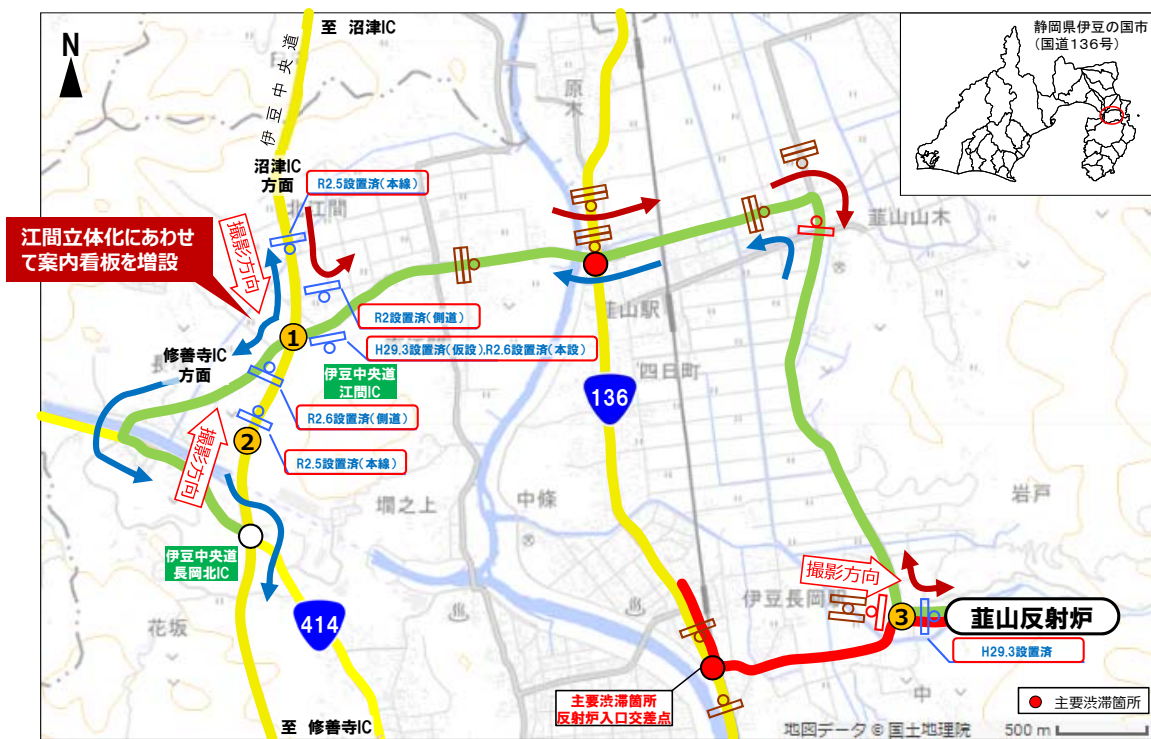 N
至 沼津IC
伊豆中央道
原木
静岡県伊豆の国市
(国道136号)
沼津IC
方面
R2.5設置済(本線)
北江間
韮山山木
江間立体化にあわせ
て案内看板を増設
撮影方向
R2設置済(側道)
①
韮山駅
H29.3設置済(仮設),R2.6設置済(本設)
修善寺IC
方面
長
伊豆中央道
江間IC
四日町
136
R2.6設置済(側道)
撮影方向
②
R2.5設置済(本線)
墹之上
中條
岩戸
伊豆中央道
長岡北IC
撮影方向
伊豆長岡駅
③
韮山反射炉
花坂
414
H29.3設置済
主要渋滞箇所
反射炉入口交差点
中
主要渋滞箇所
至 修善寺IC
地図データ © 国土地理院
500 m